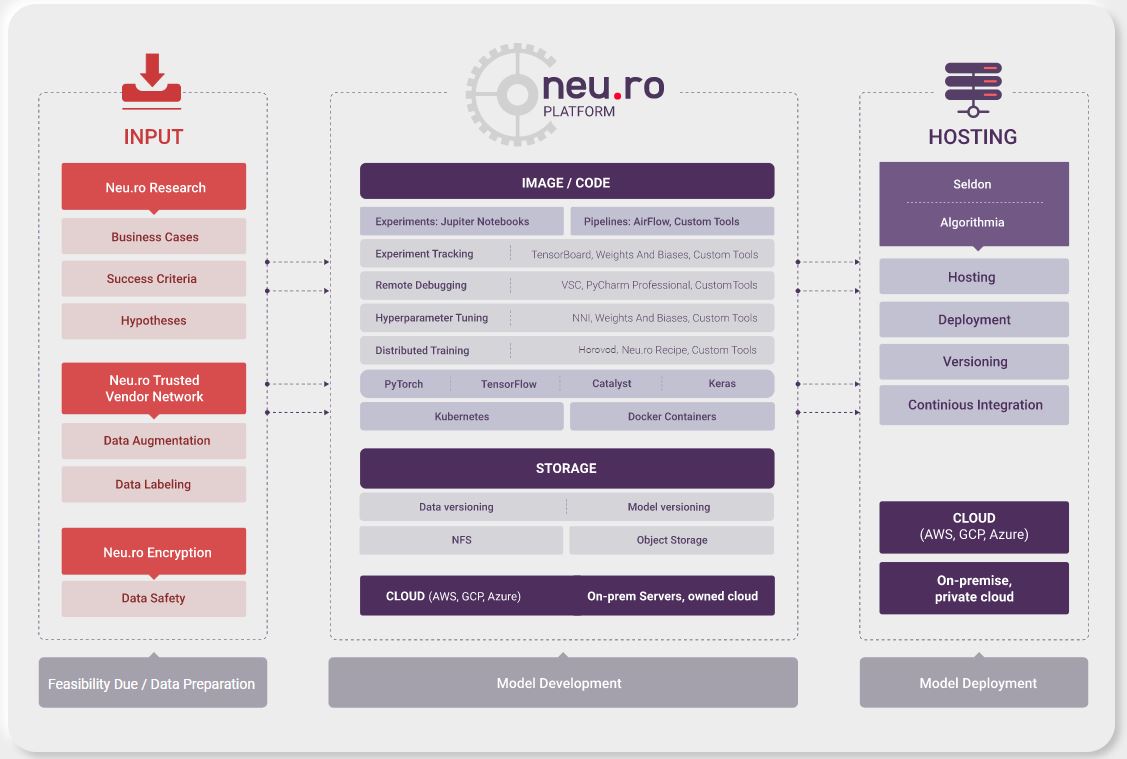 INPUT
Neu.ro Research
Business Cases
Success Criteria
Hypotheses
Neu.ro Trusted
Vendor Network
Data Augmentation
Data Labeling
Neu.ro Encryption
Data Safety
Feasibility Due / Data Preparation
neu.ro
PLATFORM
IMAGE / CODE
Experiments: Jupiter Notebooks
Pipelines: AirFlow, Custom Tools
Experiment Tracking
TensorBoard, Weights And Biases, Custom Tools
Remote Debugging
VSC, PyCharm Professional, CustomTools
Hyperparameter Tuning
NNI, Weights And Biases, Custom Tools
Distributed Training
Horovod, Neu.ro Recipe, Custom Tools
PyTorch
TensorFlow
Catalyst
Keras
Kubernetes
Docker Containers
STORAGE
Data versioning
Model versioning
NFS
Object Storage
CLOUD (AWS, GCP, Azure)
On-prem Servers, owned cloud
Model Development
HOSTING
Seldon
Algorithmia
Hosting
Deployment
Versioning
Continious Integration
CLOUD
(AWS, GCP, Azure)
On-premise,
private cloud
Model Deployment